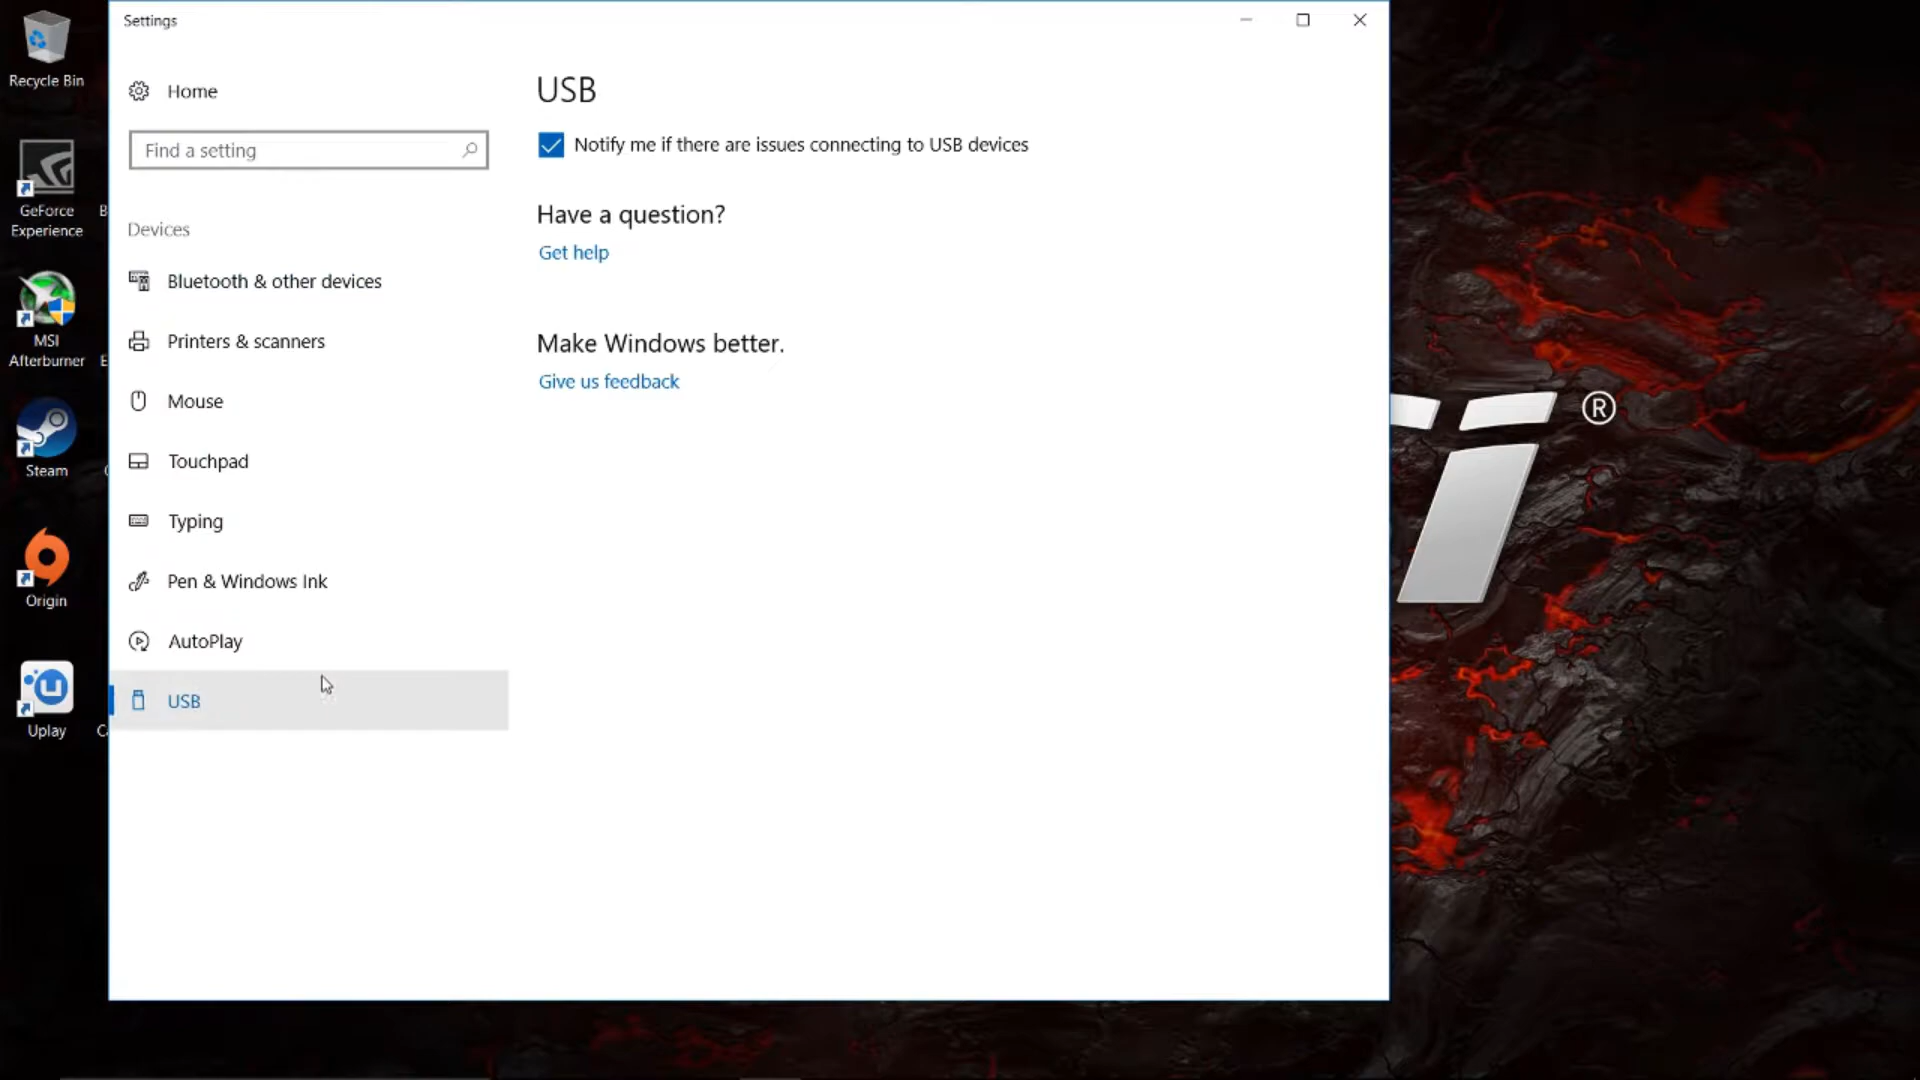 Settings
Recycle Bin
GeForce
Experience
B
MSI
Afterburner
E
Steam
Origin
Uplay
Home
Find a setting
Devices
Bluetooth & other devices
Printers & scanners
Mouse
Touchpad
Typing
Pen & Windows Ink
AutoPlay
USB
USB
Notify me if there are issues connecting to USB devices
Have a question?
Get help
Make Windows better.
Give us feedback
®